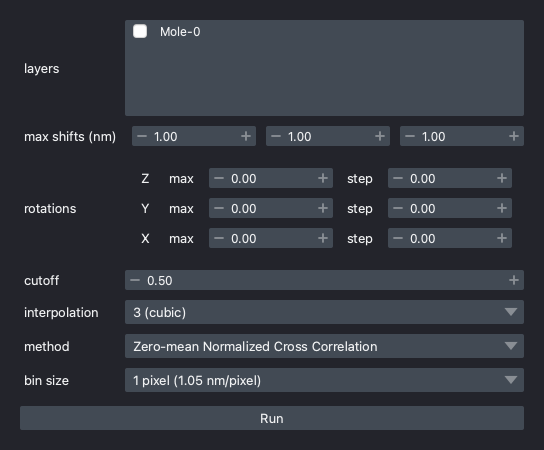 layers
Mole-0
max shifts (nm) − 1.00 + − 1.00 + − 1.00 +
rotations
Z max − 0.00 + step − 0.00 +
Y max − 0.00 + step − 0.00 +
X max − 0.00 + step − 0.00 +
cutoff − 0.50 +
interpolation 3 (cubic)
method Zero-mean Normalized Cross Correlation
bin size 1 pixel (1.05 nm/pixel)
Run